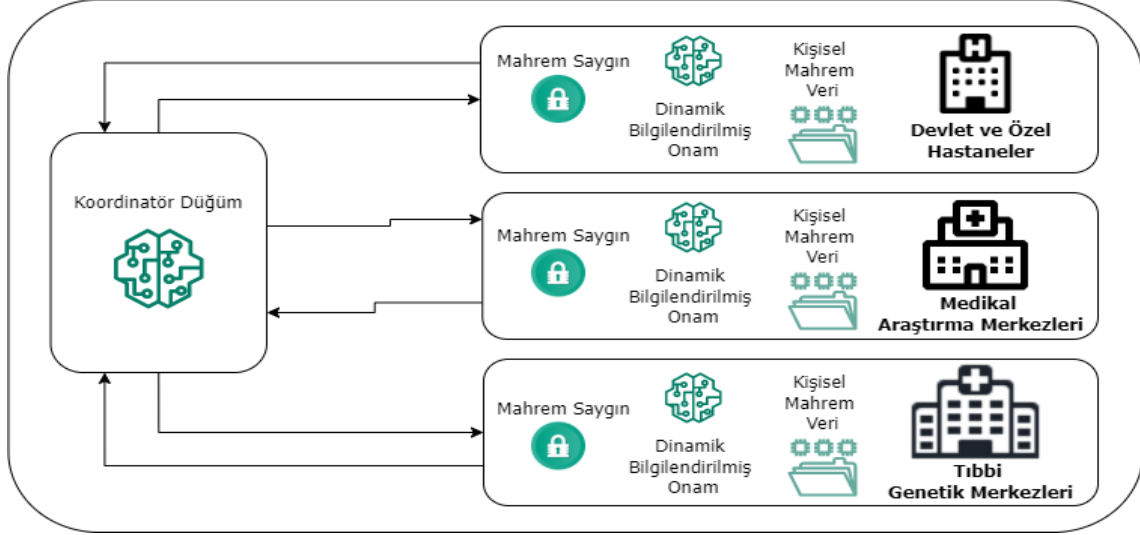 Koordinatör Düğüm
Mahrem Saygın
Dinamik
Bilgilendirilmiş
Onam
Kişisel
Mahrem
Veri
H
Devlet ve Özel
Hastaneler
Mahrem Saygın
Dinamik
Bilgilendirilmiş
Onam
Kişisel
Mahrem
Veri
Medikal
Araştırma Merkezleri
Mahrem Saygın
Dinamik
Bilgilendirilmiş
Onam
Kişisel
Mahrem
Veri
Tıbbi
Genetik Merkezleri